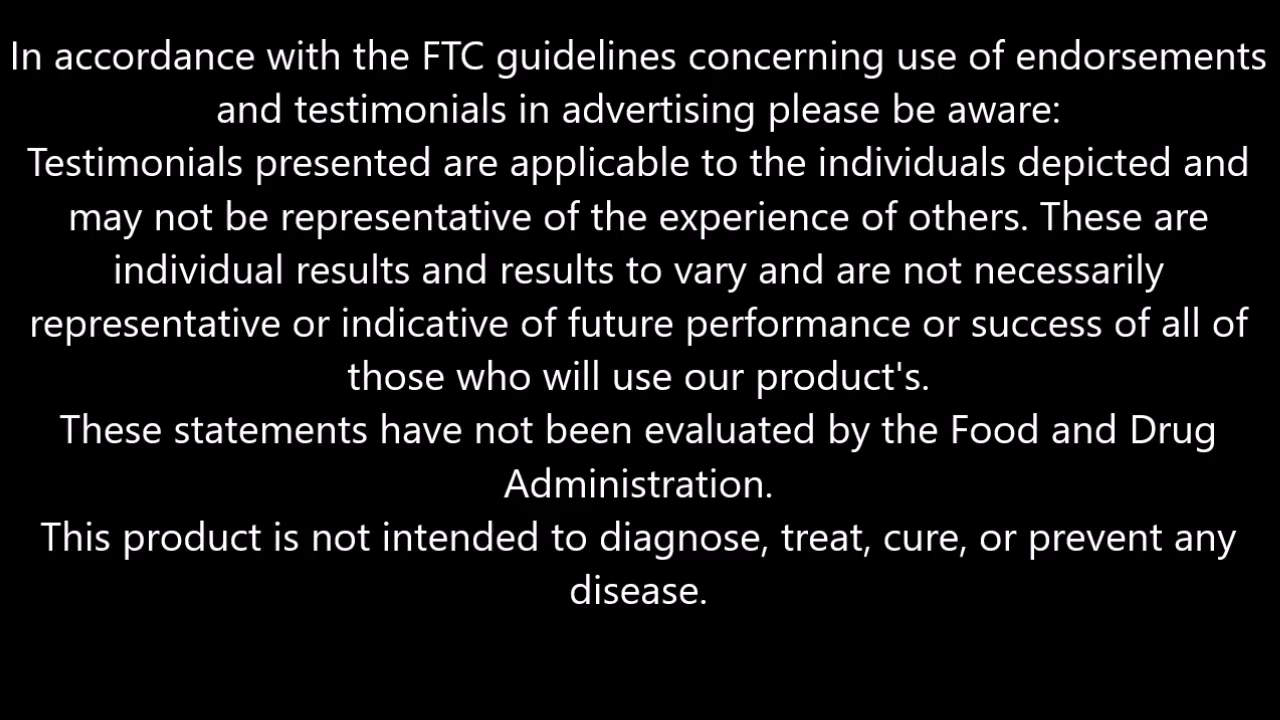 In accordance with the FTC guidelines concerning use of endorsements
and testimonials in advertising please be aware:
Testimonials presented are applicable to the individuals depicted and
may not be representative of the experience of others. These are
individual results and results to vary and are not necessarily
representative or indicative of future performance or success of all of
those who will use our product's.
These statements have not been evaluated by the Food and Drug
Administration.
This product is not intended to diagnose, treat, cure, or prevent any
disease.